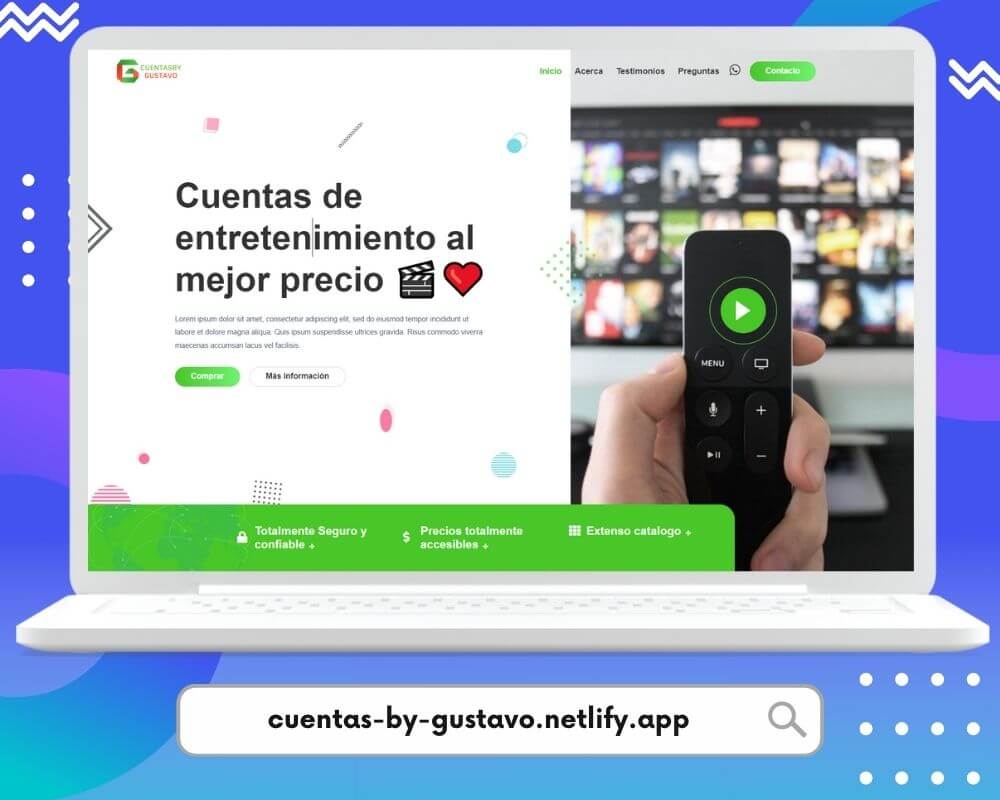 CUENTASBY
GUSTAVO
Inicio Acerca Testimonios Preguntas Contacto
Cuentas de
entretenimiento al
mejor precio 🎬❤️
Lorem ipsum dolor sit amet, consectetur adipiscing elit, sed do eiusmod tempor incididunt ut
labore et dolore magna aliqua. Quis ipsum suspendisse ultrices gravida. Risus commodo viverra
maecenas accumsan lacus vel facilisis.
Comprar Más información
MENU
Totalmente Seguro y
confiable +
$ Precios totalmente
accesibles +
Extenso catalogo +
cuentas-by-gustavo.netlify.app